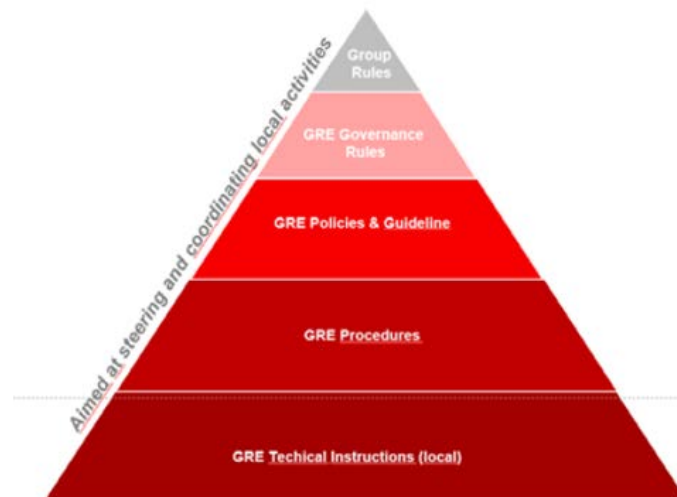 Group
Rules
GRE Governance
Rules
GRE Policies & Guideline
GRE Procedures
GRE Techical Instructions (local)
Aimed at steering and coordinating local activities